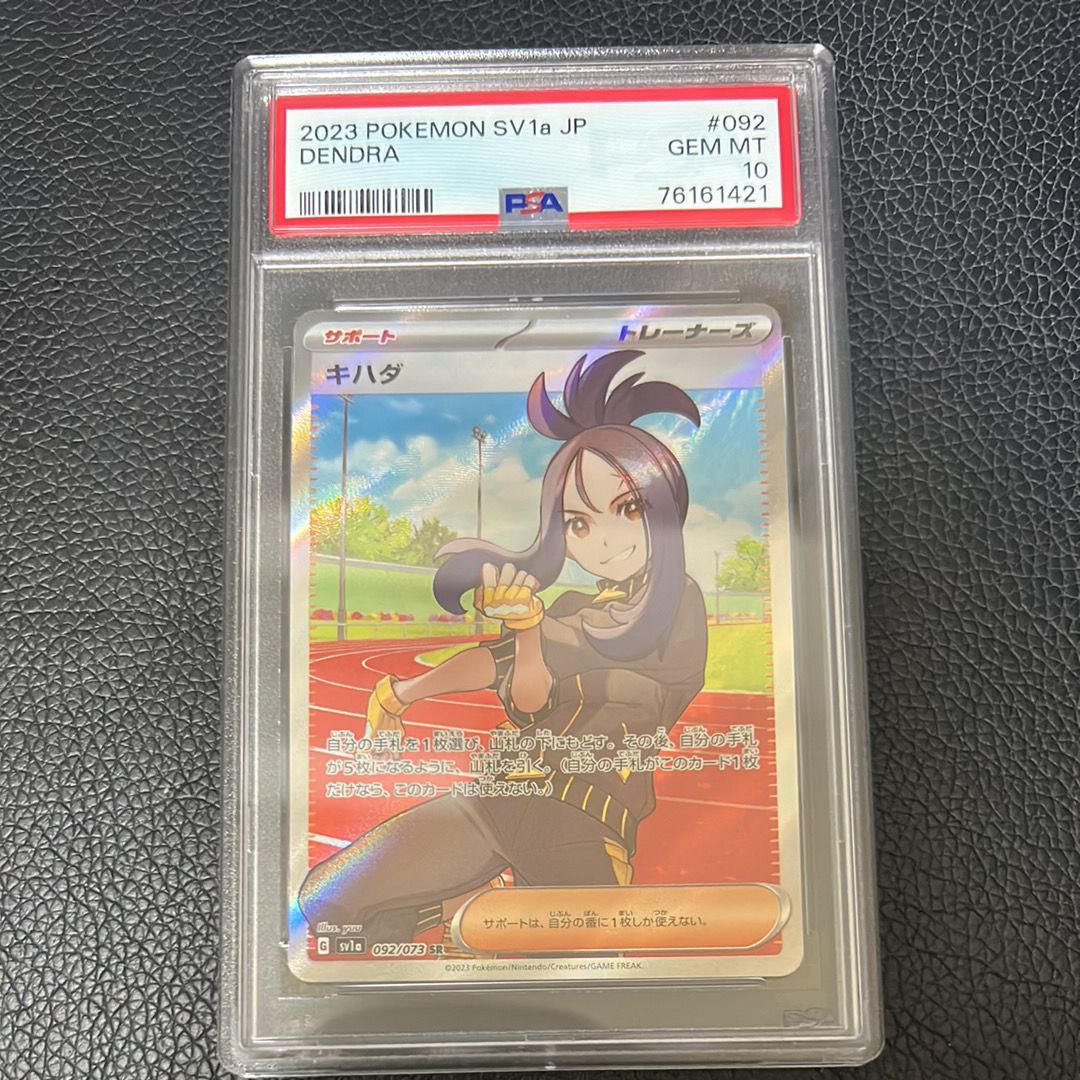 2023 POKEMON SV1a JP #092
DENDRA GEM MT
10
76161421
PSA
サポート トレーナーズ
キハダ
自分の手札を1枚選び、山札の下にもどす。その後、自分の手札
が5枚になるように、山札を引く。(自分の手札がこのカード1枚
だけなら、このカードは使えない。)
サポートは、自分の番に1枚しか使えない。
illus. yuu
G sv1a 092/073 SR
©2023 Pokémon/Nintendo/Creatures/GAME FREAK.